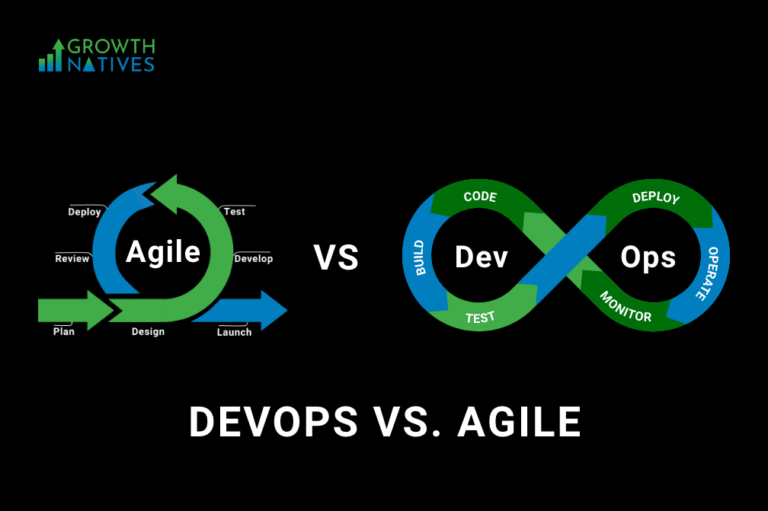 GROWTH
NATIVES
Deploy
Test
Agile
Review
Develop
Plan
Design
Launch
VS
CODE
DEPLOY
BUILD
Dev
Ops
OPERATE
TEST
MONITOR
DEVOPS VS. AGILE